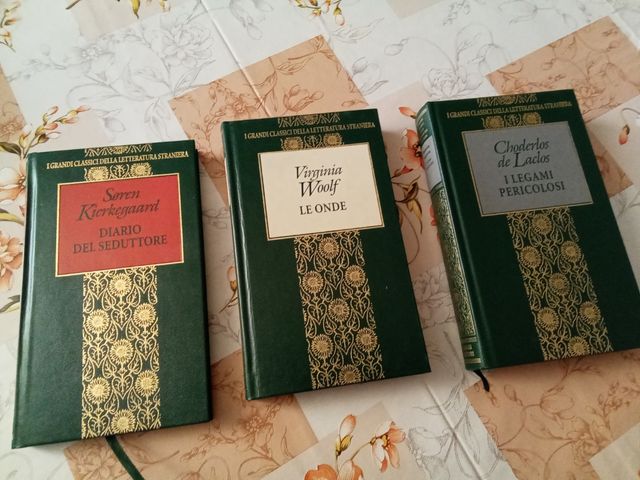 I GRANDI CLASSICI DELLA LETTERATURA STRANIERA
Søren
Kierkegaard
DIARIO
DEL SEDUTTORE
I GRANDI CLASSICI DELLA LETTERATURA STRANIERA
Virginia
Woolf
LE ONDE
I GRANDI CLASSICI DELLA LETTERATURA STRANIERA
Choderlos
de Laclos
I LEGAMI
PERICOLOSI